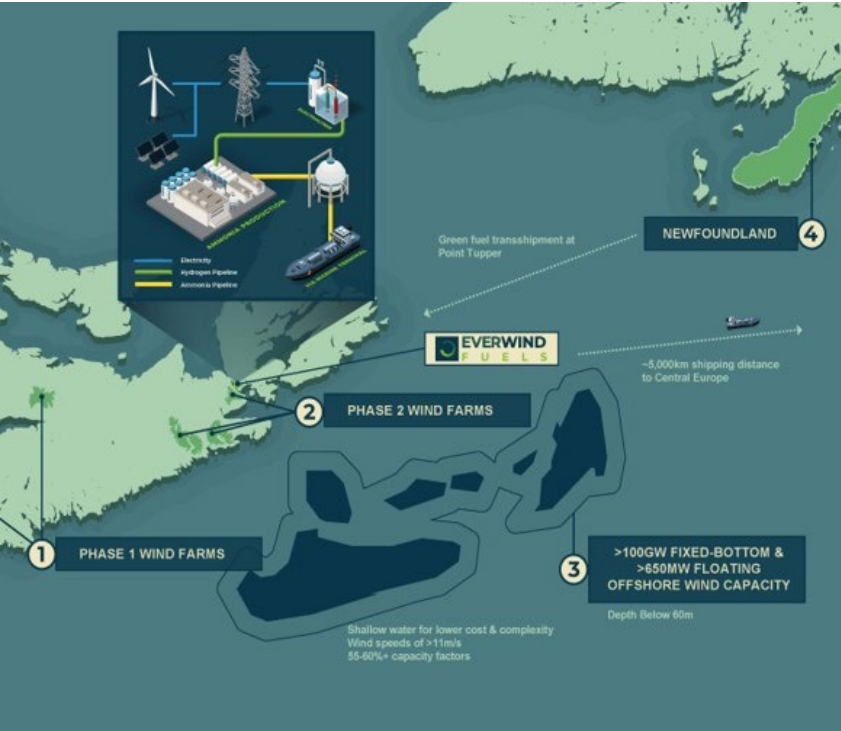 ELECTROLYZER
AMMONIA PRODUCTION
Electricity
Hydrogen Pipeline
Ammonia Pipeline
Green fuel transshipment at
Point Tupper
NEWFOUNDLAND
4
EVERWIND
FUELS
~5,000km shipping distance
to Central Europe
2
PHASE 2 WIND FARMS
1
PHASE 1 WIND FARMS
3
>100GW FIXED-BOTTOM &
>650MW FLOATING
OFFSHORE WIND CAPACITY
Depth Below 60m
Shallow water for lower cost & complexity
Wind speeds of >11m/s
55-60%+ capacity factors